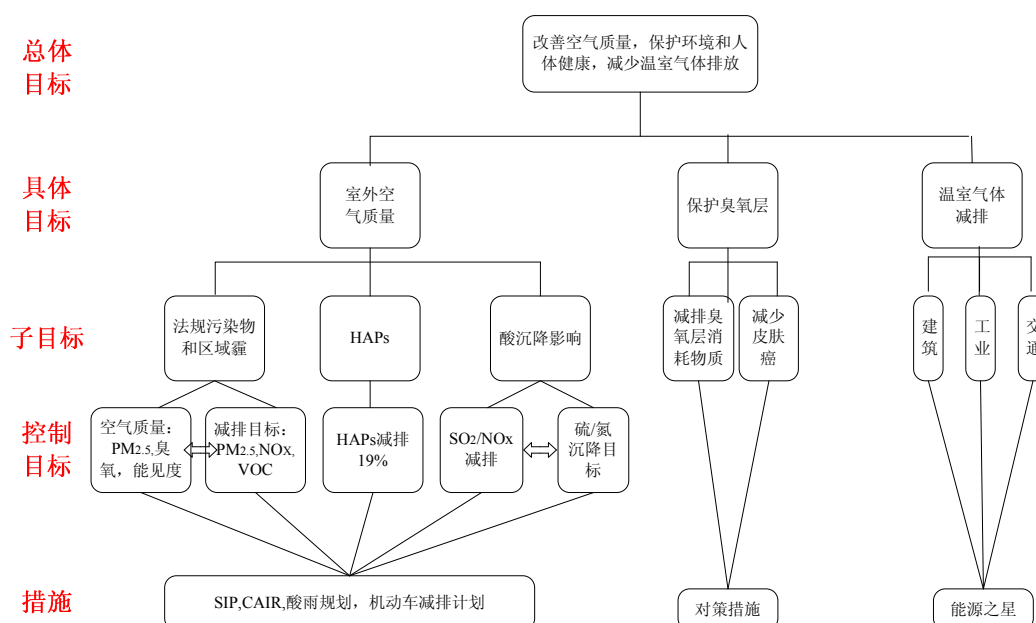 总体
目标
改善空气质量，保护环境和人
体健康，减少温室气体排放
具体
目标
室外空
气质量
保护臭氧层
温室气体
减排
子目标
法规污染物
和区域霾
HAPs
酸沉降影响
减排臭
氧层消
耗物质
减少
皮肤
癌
建
筑
工
业
交
通
控制
目标
空气质量：
PM2.5,臭
氧，能见度
减排目标：
PM2.5,NOX,
VOC
HAPs减排
19%
SO2/NOx
减排
硫/氮
沉降目
标
措施
SIP,CAIR,酸雨规划，机动车减排计划
对策措施
能源之星